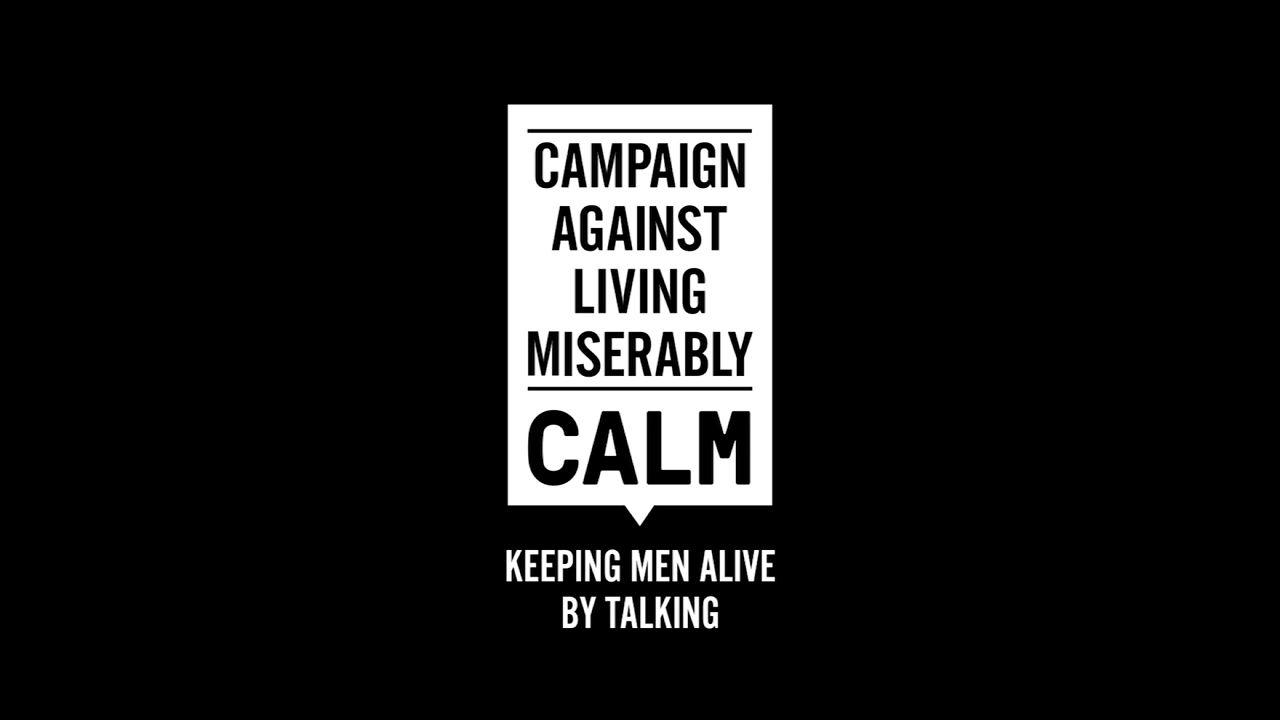 CAMPAIGN
AGAINST
LIVING
MISERABLY
CALM
KEEPING MEN ALIVE
BY TALKING